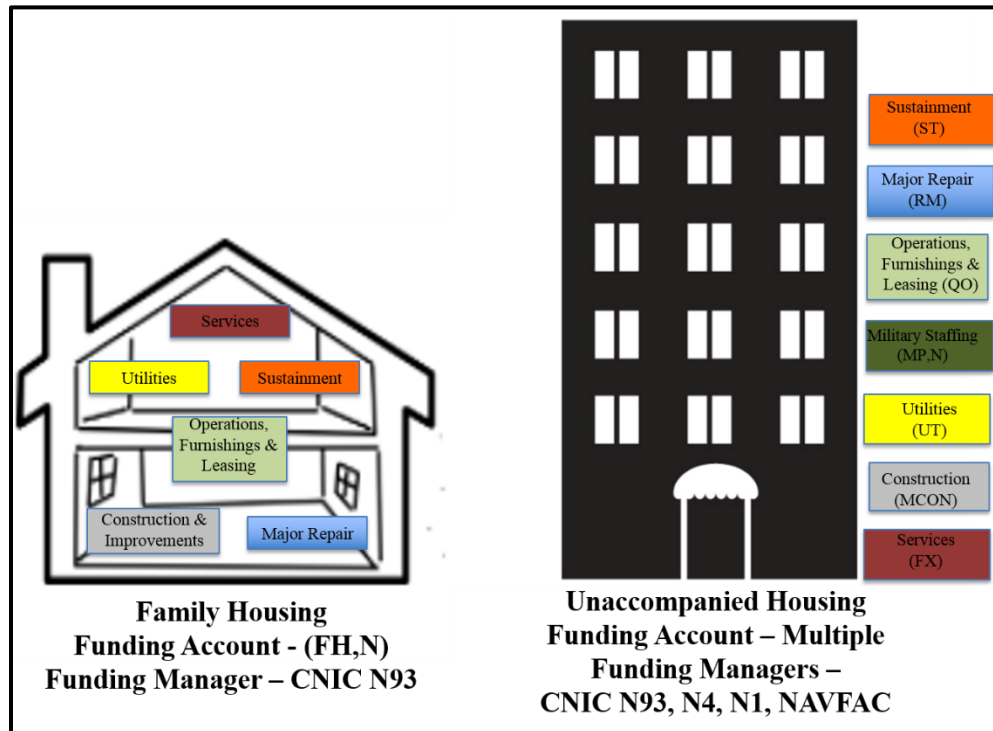 Services
Utilities
Sustainment
Operations,
Furnishings &
Leasing
Construction &
Improvements
Major Repair
Family Housing
Funding Account - (FH,N)
Funding Manager – CNIC N93
Sustainment
(ST)
Major Repair
(RM)
Operations,
Furnishings &
Leasing (QO)
Military Staffing
(MP,N)
Utilities
(UT)
Construction
(MCON)
Services
(FX)
Unaccompanied Housing
Funding Account – Multiple
Funding Managers –
CNIC N93, N4, N1, NAVFAC